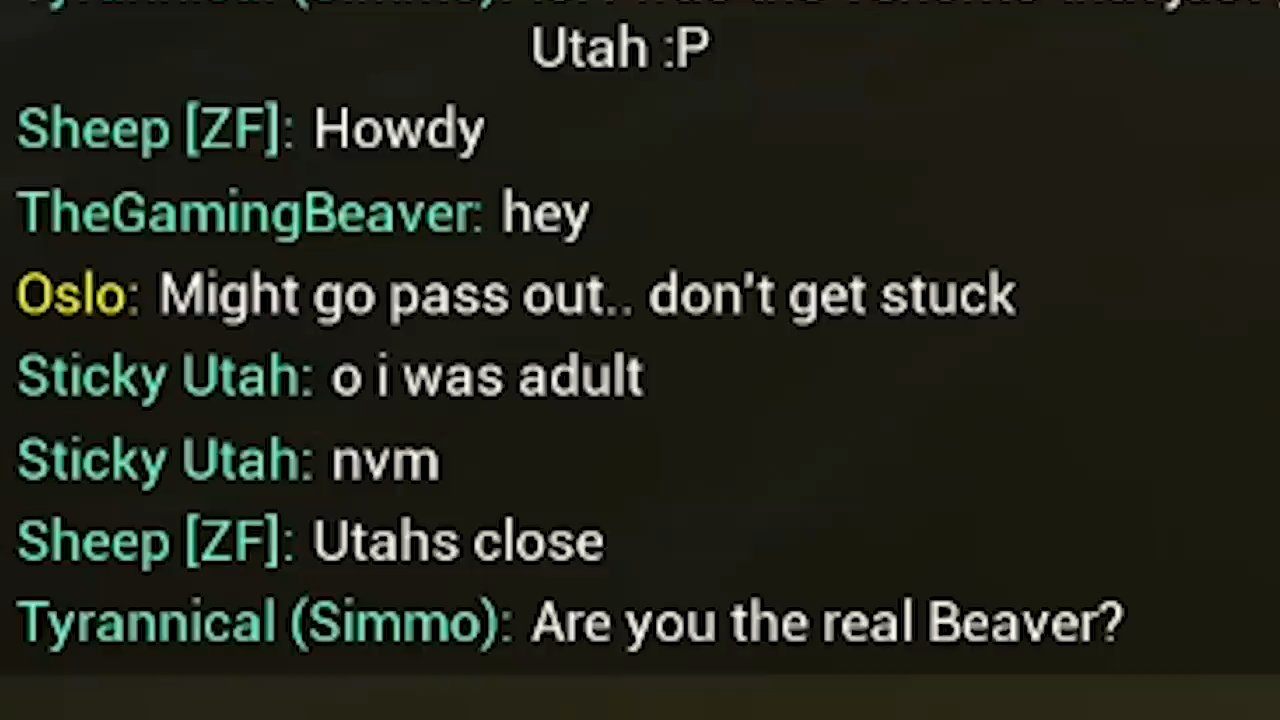 Utah :P
Sheep [ZF]: Howdy
TheGamingBeaver: hey
Oslo: Might go pass out.. don't get stuck
Sticky Utah: o i was adult
Sticky Utah: nvm
Sheep [ZF]: Utahs close
Tyrannical (Simmo): Are you the real Beaver?